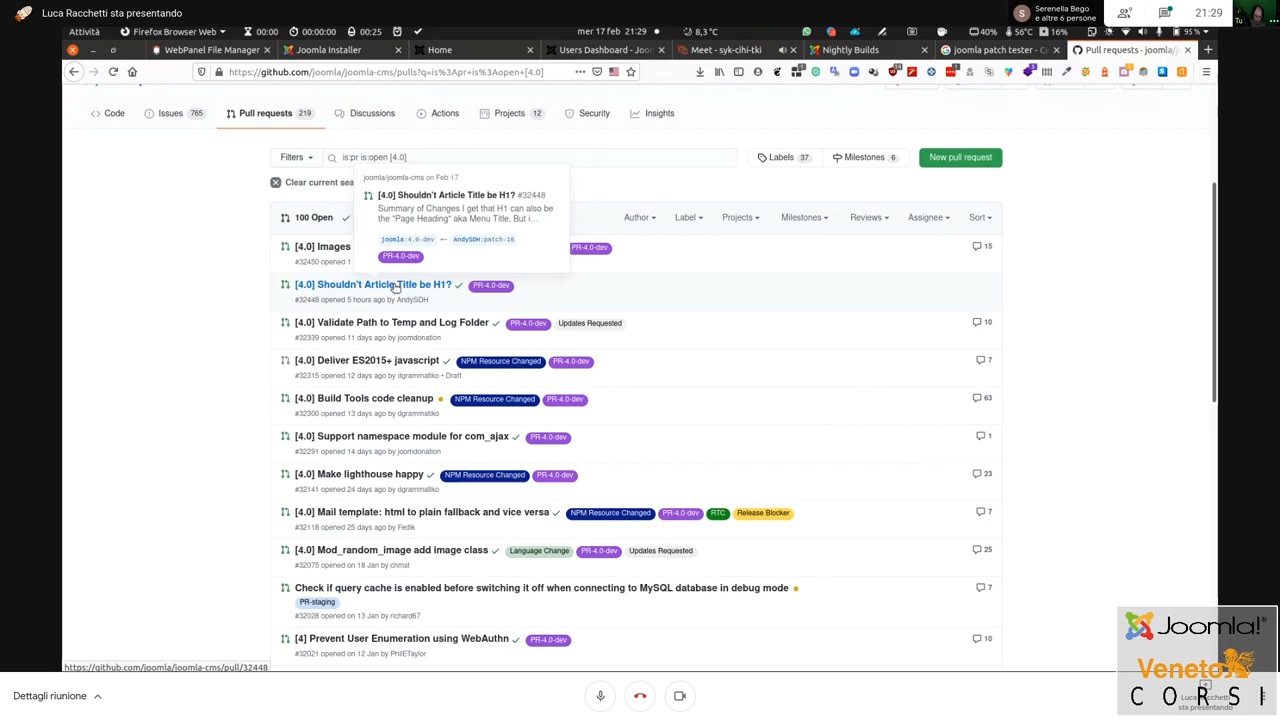 Luca Racchetti sta presentando
S
Serenella Bego
e altre 6 persone
9
Tu
21:29
Attività
Firefox Web Browser
00:00
0:00:00
00:25
mer 17 feb 21:29
8,3 °C
40%
56°C
16%
95 %
WebPanel File Manager
Joomla Installer
Home
Users Dashboard - Joo
Meet - syk-cihi-tki
Nightly Builds
joomla patch tester - C
Pull requests · joomla/jo
https://github.com/joomla/joomla-cms/pulls?q=is%3Apr+is%3Aopen+[4.0]
Code
Issues 765
Pull requests 219
Discussions
Actions
Projects 12
Security
Insights
Filters
is:pr is:open [4.0]
Labels 37
Milestones 6
New pull request
Clear current sea
joomla/joomla-cms on Feb 17
[4.0] Shouldn't Article Title be H1? #32448
Summary of Changes I get that H1 can also be
the "Page Heading" aka Menu Title. But i…
joomla:4.0-dev ← AndySDH:patch-16
PR-4.0-dev
100 Open
Author
Label
Projects
Milestones
Reviews
Assignee
Sort
[4.0] Images
PR-4.0-dev
15
#32450 opened 1
[4.0] Shouldn't Article Title be H1? PR-4.0-dev
#32448 opened 5 hours ago by AndySDH
[4.0] Validate Path to Temp and Log Folder PR-4.0-dev Updates Requested 10
#32339 opened 11 days ago by joomdonation
[4.0] Deliver ES2015+ javascript NPM Resource Changed PR-4.0-dev 7
#32315 opened 12 days ago by dgrammatiko • Draft
[4.0] Build Tools code cleanup NPM Resource Changed PR-4.0-dev 63
#32300 opened 13 days ago by dgrammatiko
[4.0] Support namespace module for com_ajax PR-4.0-dev 1
#32291 opened 14 days ago by joomdonation
[4.0] Make lighthouse happy NPM Resource Changed PR-4.0-dev 23
#32141 opened 24 days ago by dgrammatiko
[4.0] Mail template: html to plain fallback and vice versa NPM Resource Changed PR-4.0-dev RTC Release Blocker 7
#32118 opened 25 days ago by Fedik
[4.0] Mod_random_image add image class Language Change PR-4.0-dev Updates Requested 25
#32075 opened on 18 Jan by chmst
Check if query cache is enabled before switching it off when connecting to MySQL database in debug mode 7
PR-staging
#32028 opened on 13 Jan by richard67
[4] Prevent User Enumeration using WebAuthn PR-4.0-dev 10
#32021 opened on 12 Jan by PhilETaylor
https://github.com/joomla/joomla-cms/pull/32448
Joomla!®
Veneto
CORSI
Luca Racchetti
sta presentando
Dettagli riunione